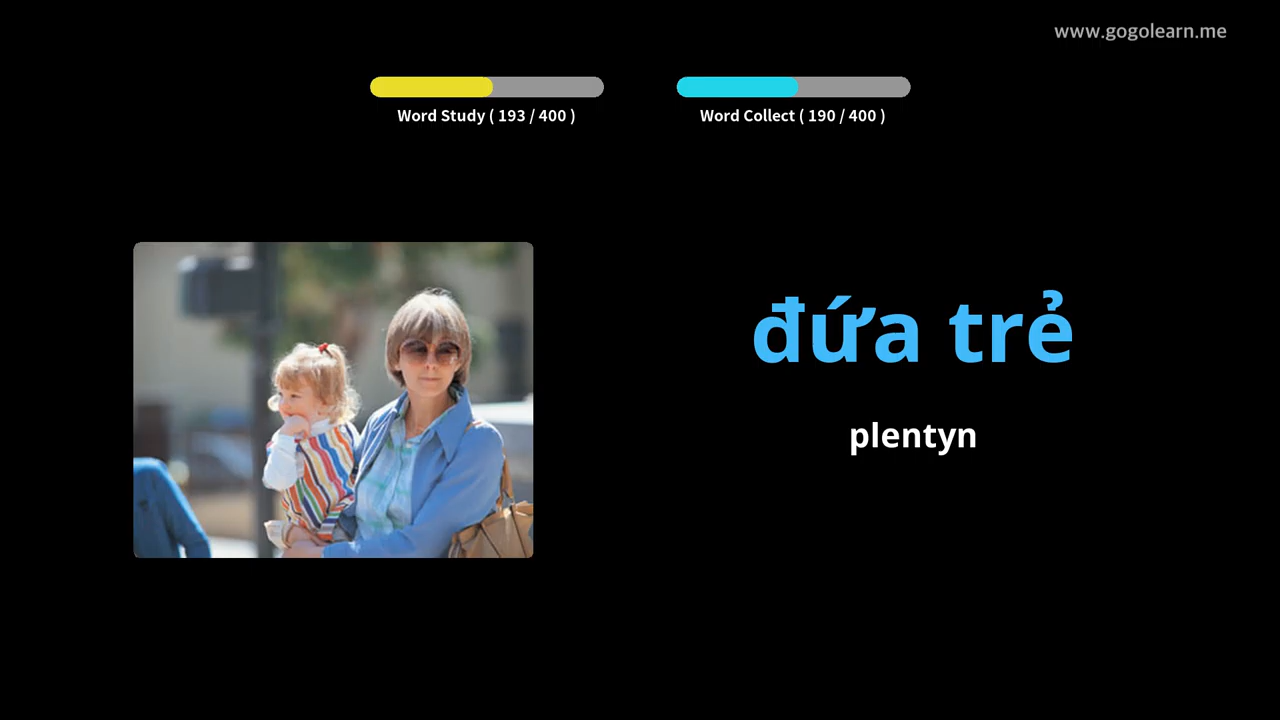 www.gogolearn.me
Word Study ( 193 / 400 )
Word Collect ( 190 / 400 )
đứa trẻ
plentyn